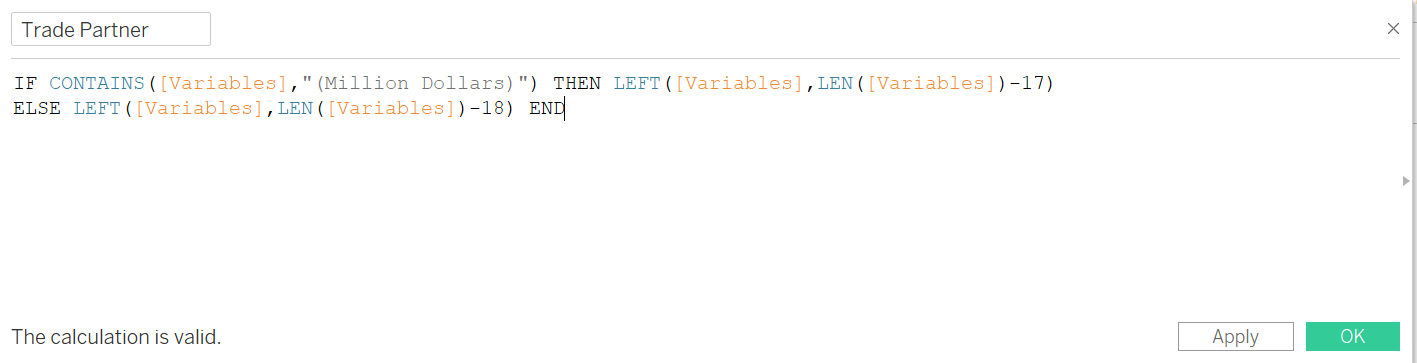 Trade Partner
×
IF CONTAINS([Variables],"(Million Dollars)") THEN LEFT([Variables],LEN([Variables])-17)
ELSE LEFT([Variables],LEN([Variables])-18) END
The calculation is valid.
Apply
OK